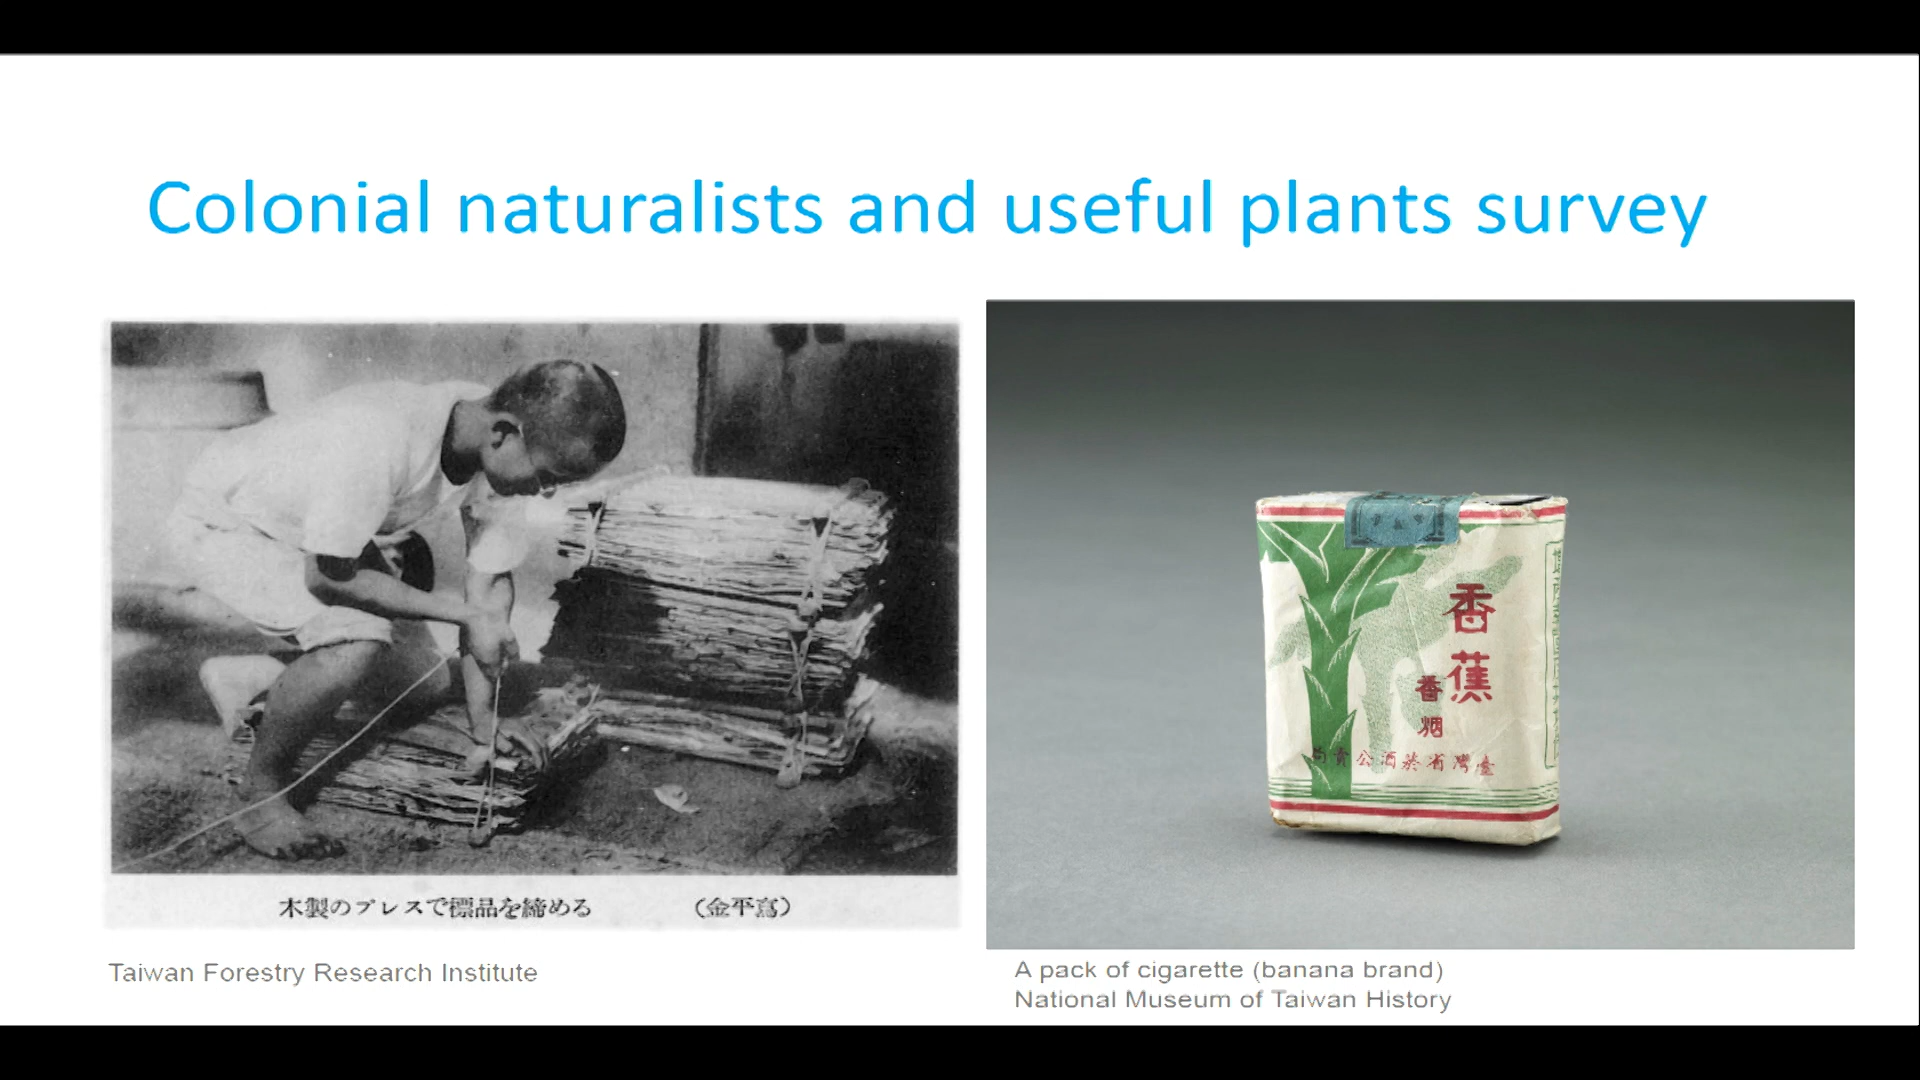 Colonial naturalists and useful plants survey
木製のプレスで標品を締める (金平寫)
Taiwan Forestry Research Institute
香蕉
香烟
局賣公酒菸省灣臺
A pack of cigarette (banana brand)
National Museum of Taiwan History